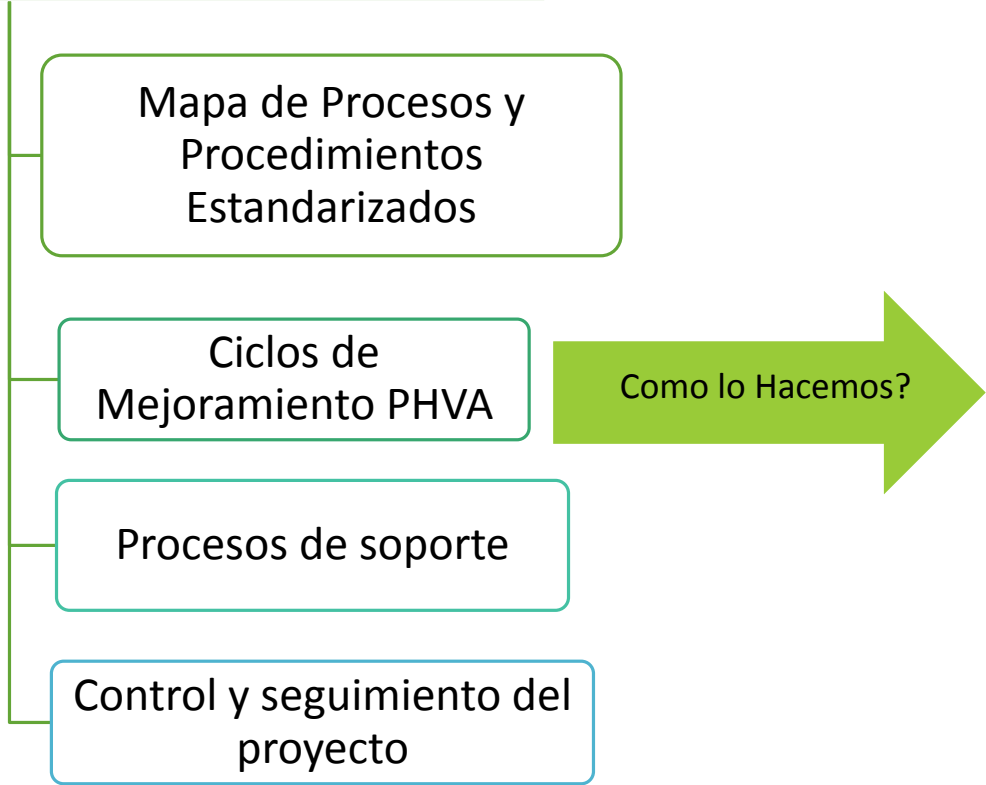 Mapa de Procesos y
Procedimientos
Estandarizados
Ciclos de
Mejoramiento PHVA
Como lo Hacemos?
Procesos de soporte
Control y seguimiento del
proyecto